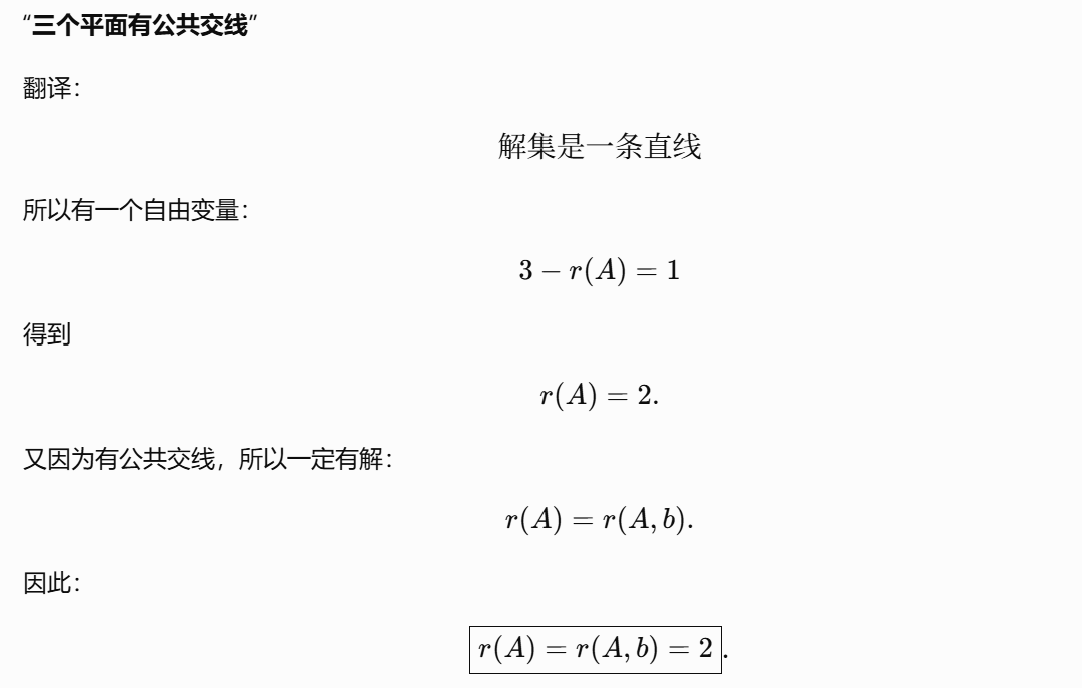 “三个平面有公共交线”
翻译：
解集是一条直线
所以有一个自由变量：
3 − r(A) = 1
得到
r(A) = 2.
又因为有公共交线，所以一定有解：
r(A) = r(A, b).
因此：
r(A) = r(A, b) = 2.